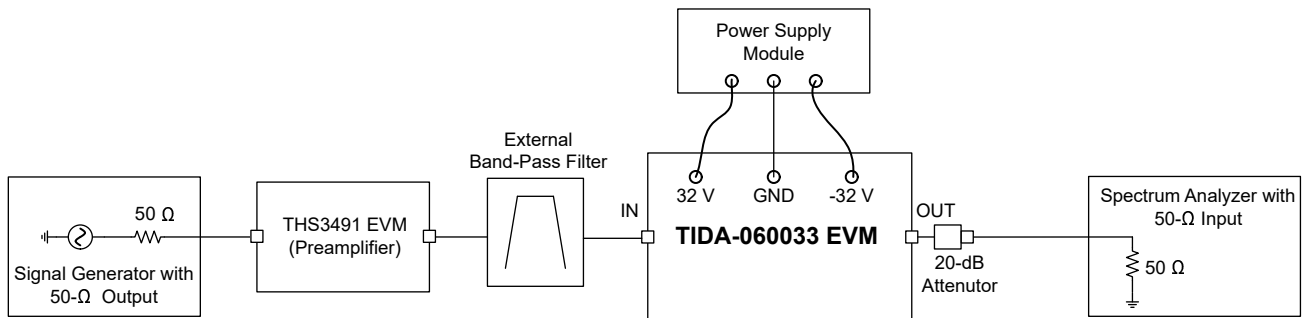 Power Supply
Module
External
Band-Pass Filter
32 V
GND
-32 V
IN
OUT
TIDA-060033 EVM
50 Ω
Signal Generator with
50-Ω Output
THS3491 EVM
(Preamplifier)
20-dB
Attenutor
Spectrum Analyzer with
50-Ω Input
50 Ω